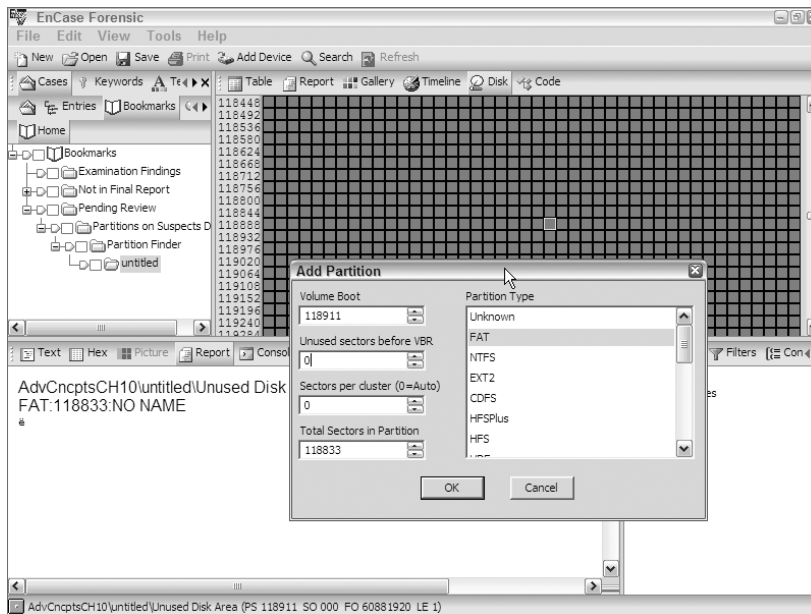 EnCase Forensic
File Edit View Tools Help
New Open Save Print Add Device Search Refresh
Cases Keywords Table Report Gallery Timeline Disk Code
Entries Bookmarks
Home
Bookmarks
Examination Findings
Not in Final Report
Pending Review
Partitions on Suspects D
Partition Finder
untitled
118448
118492
118536
118580
118624
118668
118712
118756
118800
118844
118888
118932
118976
119020
119064
119108
119152
119196
119240
119284
Add Partition
Volume Boot
118911
Unused sectors before VBR
0
Sectors per cluster (0=Auto)
0
Total Sectors in Partition
118833
Partition Type
Unknown
FAT
NTFS
EXT2
CDFS
HFSPlus
HFS
OK Cancel
Text Hex Picture Report Consol Filters Con
AdvCncptsCH10\untitled\Unused Disk
FAT:118833:NO NAME
ë
AdvCncptsCH10\untitled\Unused Disk Area (PS 118911 SO 000 FO 60881920 LE 1)